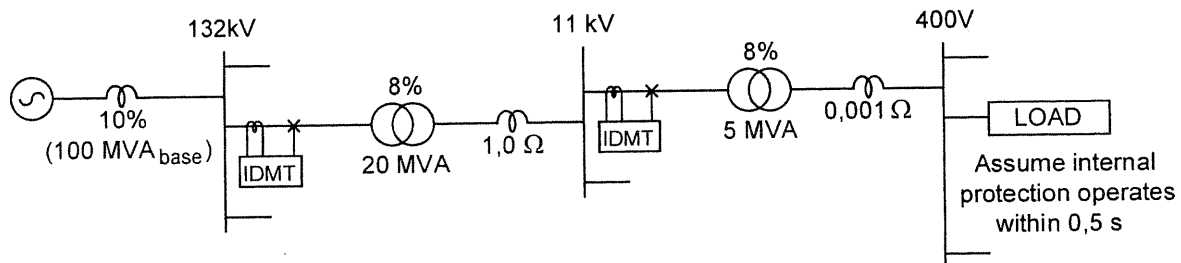 132kV
11 kV
400V
8%
8%
10%
(100 MVA base)
IDMT
20 MVA
1,0 Ω
IDMT
5 MVA
0,001 Ω
LOAD
Assume internal
protection operates
within 0,5 s